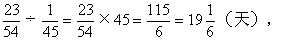 23/54 ÷ 1/45 = 23/54 × 45 = 115/6 = 19 1/6（天），